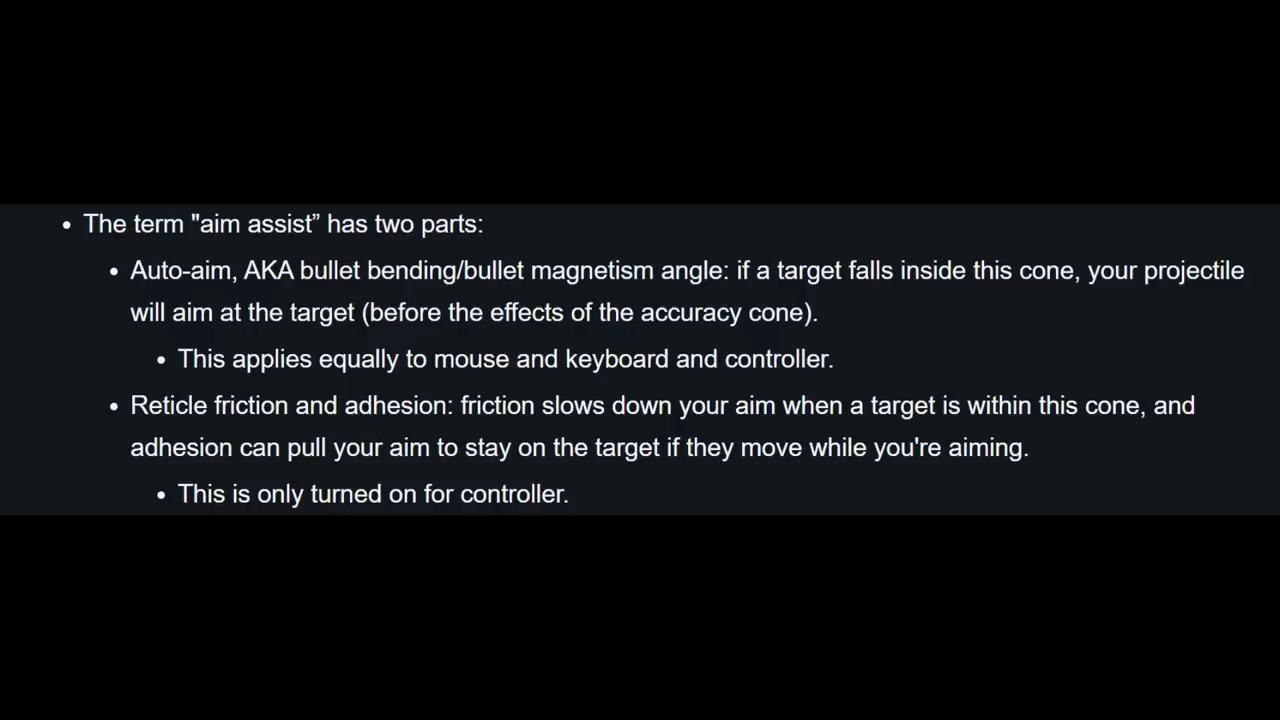 • The term "aim assist” has two parts:
• Auto-aim, AKA bullet bending/bullet magnetism angle: if a target falls inside this cone, your projectile
will aim at the target (before the effects of the accuracy cone).
• This applies equally to mouse and keyboard and controller.
• Reticle friction and adhesion: friction slows down your aim when a target is within this cone, and
adhesion can pull your aim to stay on the target if they move while you're aiming.
• This is only turned on for controller.